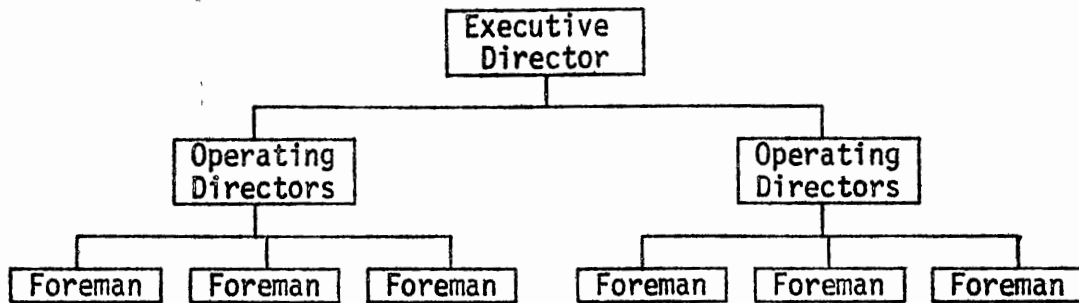 Executive
Director
Operating
Directors
Operating
Directors
Foreman
Foreman
Foreman
Foreman
Foreman
Foreman